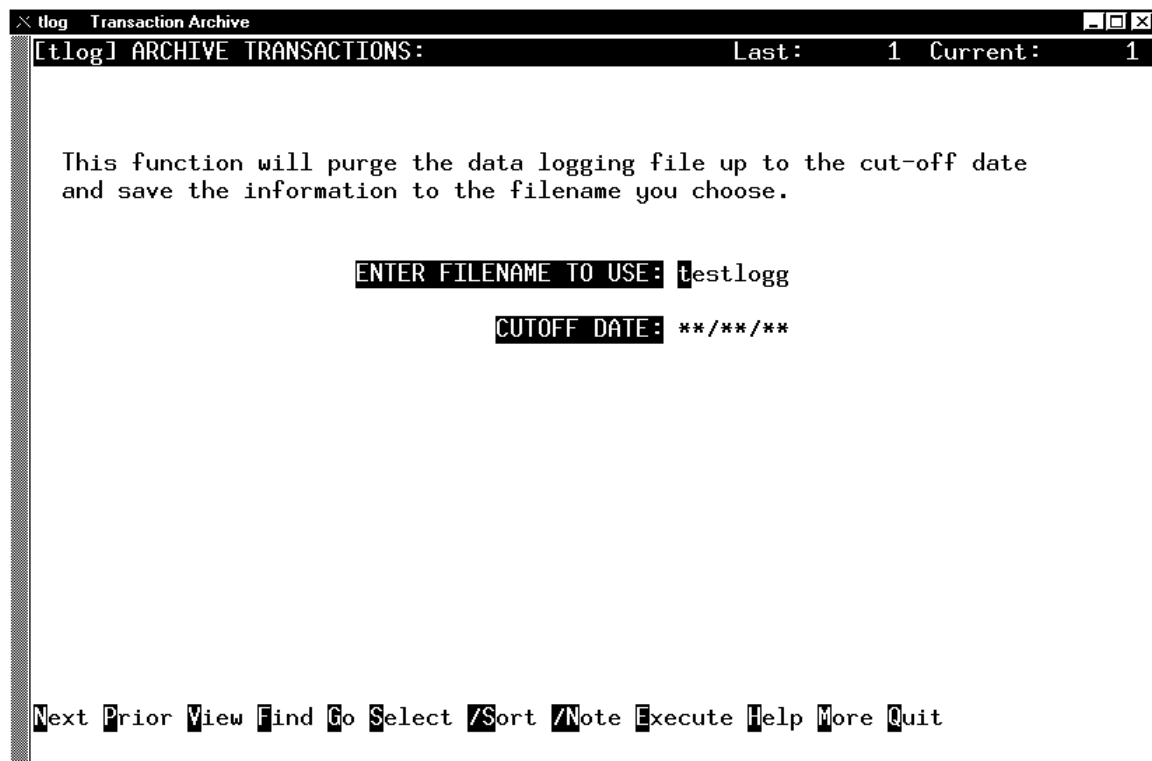 tlog Transaction Archive
[tlog] ARCHIVE TRANSACTIONS: Last: 1 Current: 1
This function will purge the data logging file up to the cut-off date
and save the information to the filename you choose.
ENTER FILENAME TO USE: testlogg
CUTOFF DATE: **/**/**
Next Prior View Find Go Select /Sort /Note Execute Help More Quit